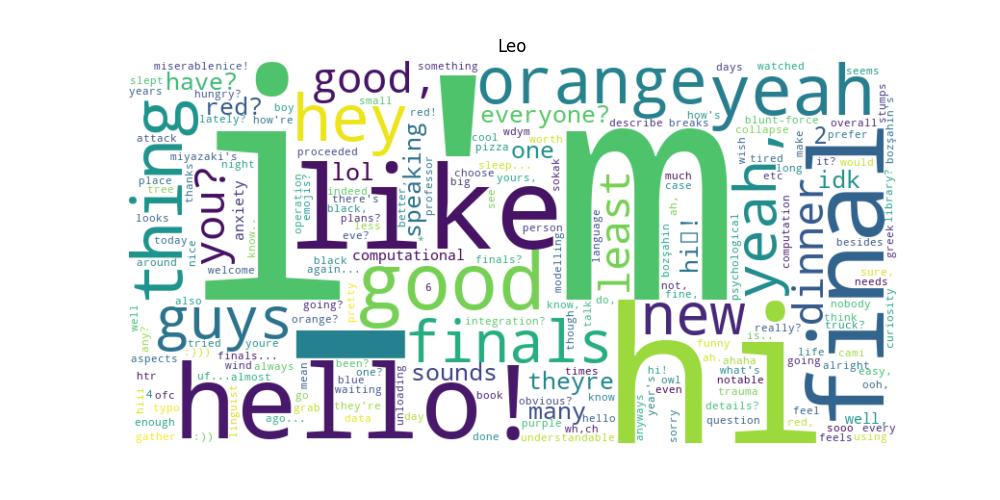 Leo
miserablenice!
something
slept
have?
good,
orange
yeah
days
watched
seems
years
hungry?
hey
small
red!
everyone?
describe
breaks
how's
blunt-force
collapse
overall
stumps
red?
boy
lately?
how're
!
cool
wdym
worth
pizza
one
2
prefer
attack
proceeded
speaking
thing
miyazaki's
night
lol
sleep...
wish
tired
long
make
it?
would
place
tree
thanks
you?
anxiety
operation
emojis?
indeed,
there's
black,
plans?
less
eve?
better,
professor
choose
big
yours,
see
sokak
much
case
etc
idk
i
like
m
least
yeah,
final
looks
nice
know..
person
language
bozşahin
ah,
hi!
psychological
computation
dinner
besides
greek
library?
bozşahin's
today
around
welcome
black
again...
computational
finals?
modelling
not,
fine,
sure,
needs
also
going?
good
6
know,
do,
talk
new
really?
nobody
think
truck?
curiosity
well
any?
guys
orange?
pretty
integration?
though
is..
tried
youre
:)))
finals...
wind
always
been?
one?
_
finals
funny
ah.
ahaha
going
life
cami
alright
easy,
aspects
htr
uf...almost
mean
go
blue
waiting
unloading
sounds
theyre
times
know
hi!
owl
even
what's
notable
trauma
ooh,
hiii
4
ofc
typo
hello!
grab
they're
data
day
book
obvious?
many
hello
year's
details?
feel
well,
enough
gather
:))
linguist
ago...
done
purple
wh,ch
understandable
anyways
sorry
question
red,
feels
sooo
every
using
hi